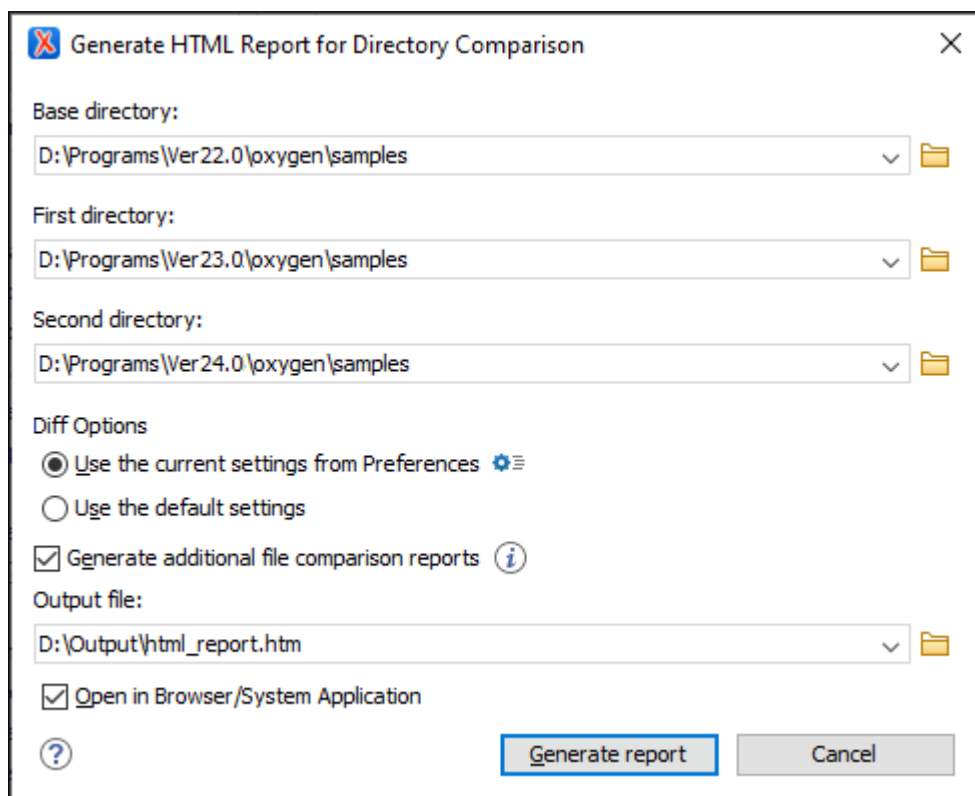 Generate HTML Report for Directory Comparison
Base directory:
D:\Programs\Ver22.0\oxygen\samples
First directory:
D:\Programs\Ver23.0\oxygen\samples
Second directory:
D:\Programs\Ver24.0\oxygen\samples
Diff Options
Use the current settings from Preferences
Use the default settings
Generate additional file comparison reports
Output file:
D:\Output\html_report.htm
Open in Browser/System Application
Generate report Cancel